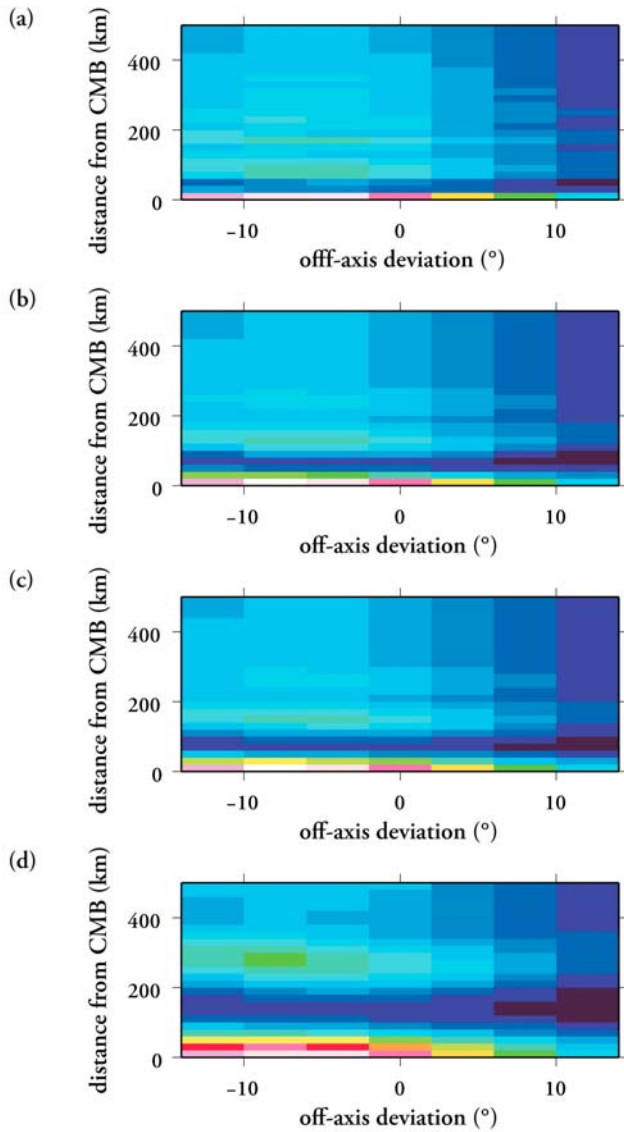 (a)
distance from CMB (km)
400
200
0
−10
0
10
offf-axis deviation (°)
(b)
distance from CMB (km)
400
200
0
−10
0
10
off-axis deviation (°)
(c)
distance from CMB (km)
400
200
0
−10
0
10
off-axis deviation (°)
(d)
distance from CMB (km)
400
200
0
−10
0
10
off-axis deviation (°)